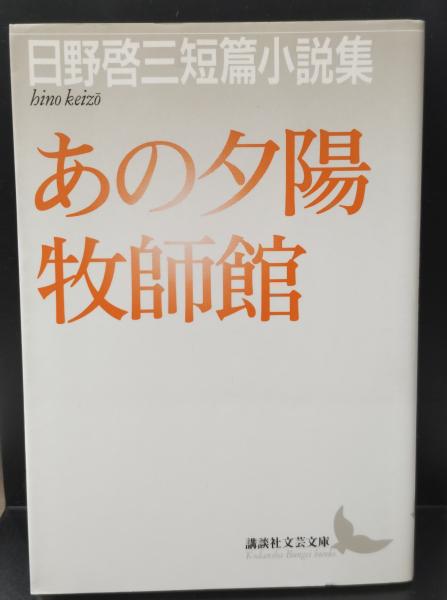 日野啓三短篇小説集
hino keizō
あの夕陽
牧師館
講談社文芸文庫
Kodansha Bungei bunko